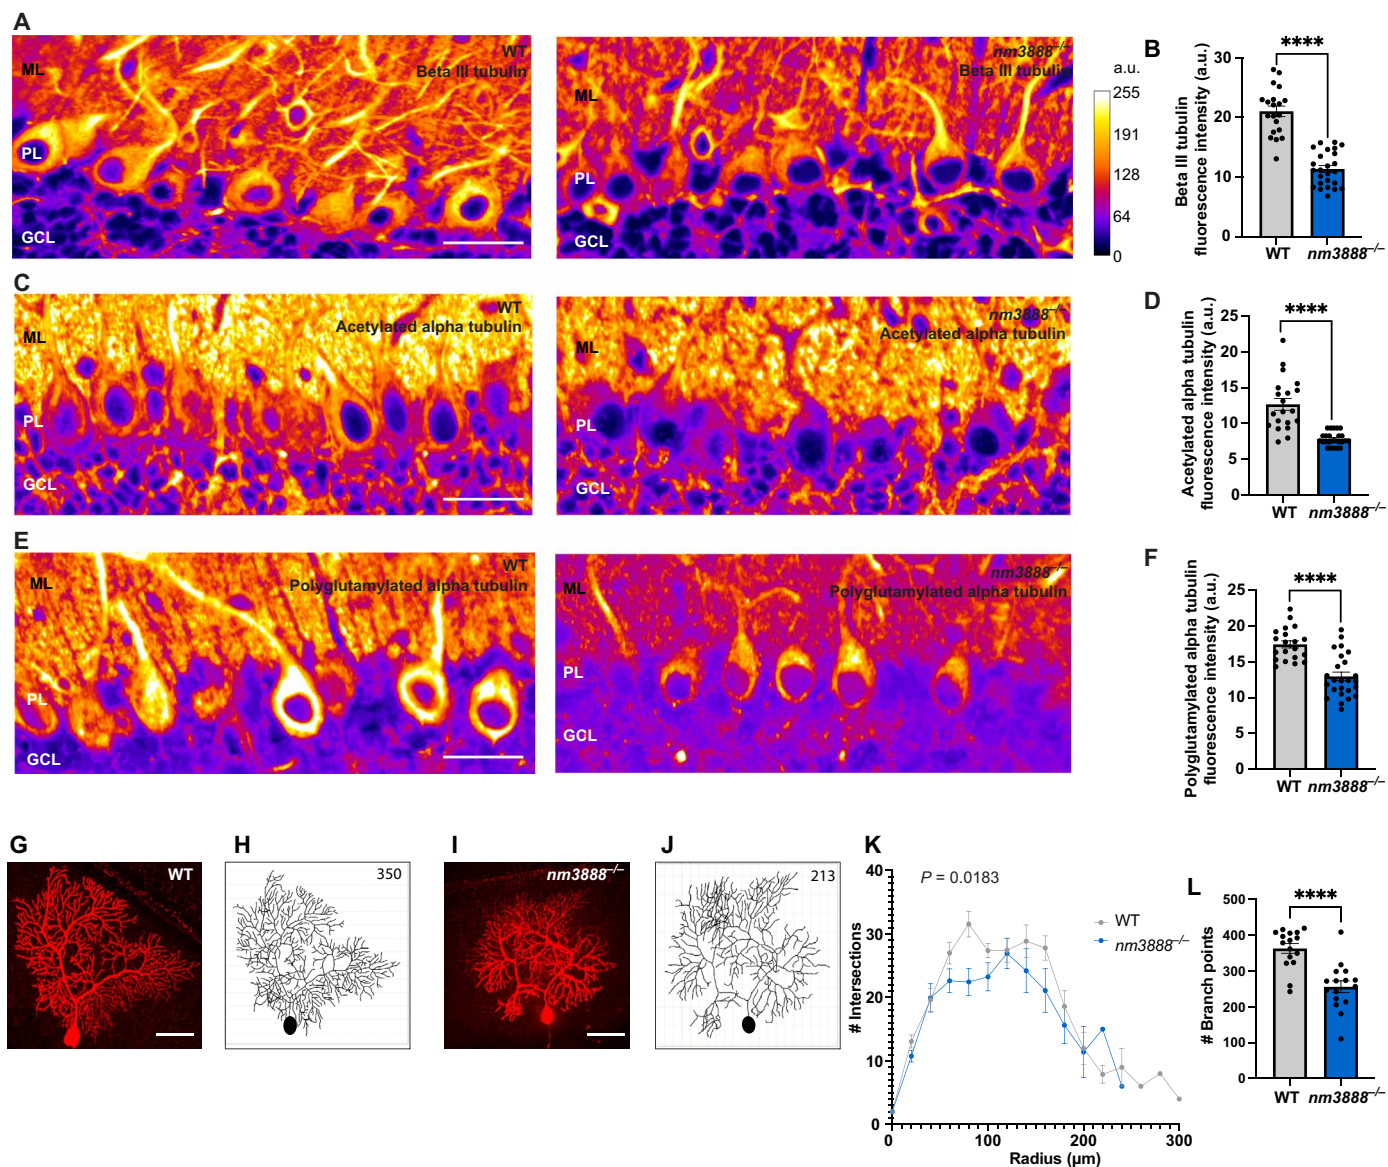 A
WT
Beta III tubulin
ML
PL
GCL
nm3888–/–
Beta III tubulin
ML
PL
GCL
a.u.
255
191
128
64
0
B
Beta III tubulin
fluorescence intensity (a.u.)
30
20
10
0
****
WT
nm3888–/–
C
WT
Acetylated alpha tubulin
ML
PL
GCL
nm3888–/–
Acetylated alpha tubulin
ML
PL
GCL
D
Acetylated alpha tubulin
fluorescence intensity (a.u.)
25
20
15
10
5
0
****
WT
nm3888–/–
E
WT
Polyglutamylated alpha tubulin
ML
PL
GCL
nm3888–/–
Polyglutamylated alpha tubulin
ML
PL
GCL
F
Polyglutamylated alpha tubulin
fluorescence intensity (a.u.)
25
20
15
10
5
0
****
WT
nm3888–/–
G
WT
H
350
I
nm3888–/–
J
213
K
# Intersections
40
30
20
10
0
P = 0.0183
WT
nm3888–/–
0
100
200
300
Radius (µm)
L
# Branch points
500
400
300
200
100
0
****
WT
nm3888–/–